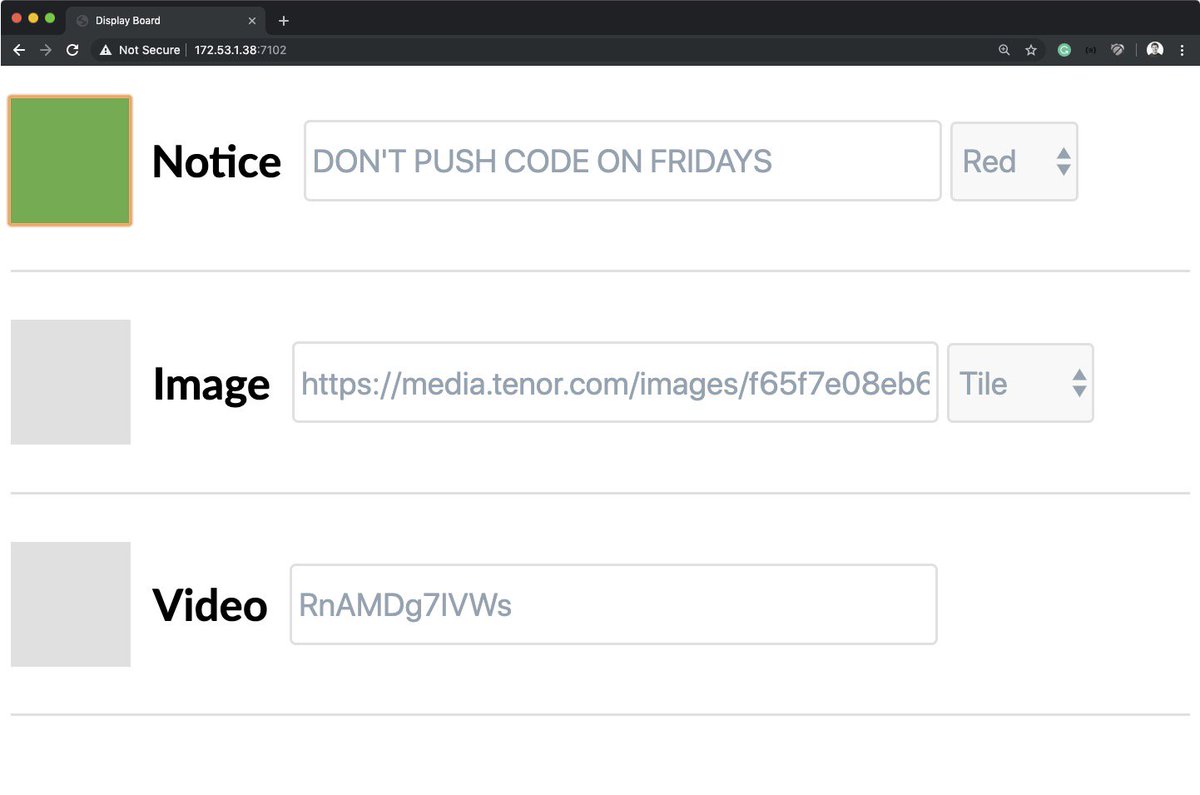 Display Board
Not Secure 172.53.1.38:7102
Notice DON'T PUSH CODE ON FRIDAYS Red
Image https://media.tenor.com/images/f65f7e08eb6 Tile
Video RnAMDg7IVWs